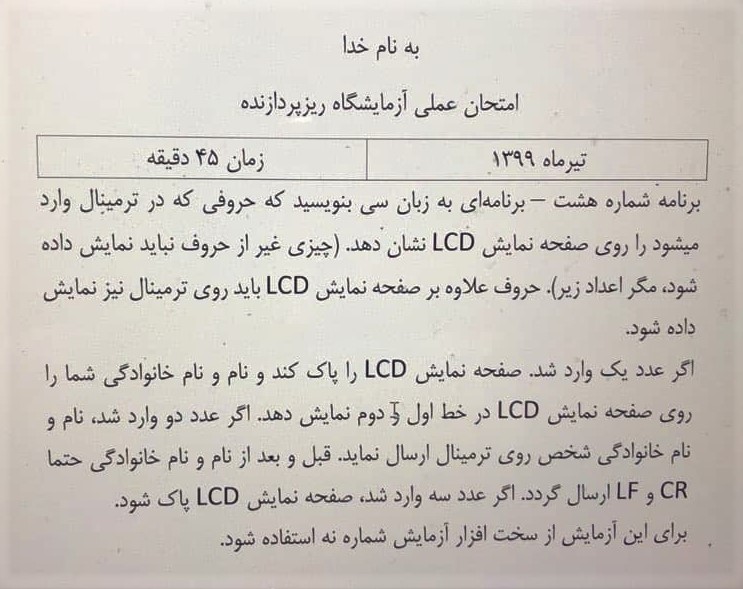 به نام خدا
امتحان عملی آزمایشگاه ریزپردازنده
تیرماه ۱۳۹۹
زمان ۴۵ دقیقه
برنامه شماره هشت – برنامه‌ای به زبان سی بنویسید که حروفی که در ترمینال وارد
میشود را روی صفحه نمایش LCD نشان دهد. (چیزی غیر از حروف نباید نمایش داده
شود، مگر اعداد زیر). حروف علاوه بر صفحه نمایش LCD باید روی ترمینال نیز نمایش
داده شود.
اگر عدد یک وارد شد. صفحه نمایش LCD را پاک کند و نام و نام خانوادگی شما را
روی صفحه نمایش LCD در خط اول و دوم نمایش دهد. اگر عدد دو وارد شد، نام و
نام خانوادگی شخص روی ترمینال ارسال نماید. قبل و بعد از نام و نام خانوادگی حتما
CR و LF ارسال گردد. اگر عدد سه وارد شد، صفحه نمایش LCD پاک شود.
برای این آزمایش از سخت افزار آزمایش شماره نه استفاده شود.